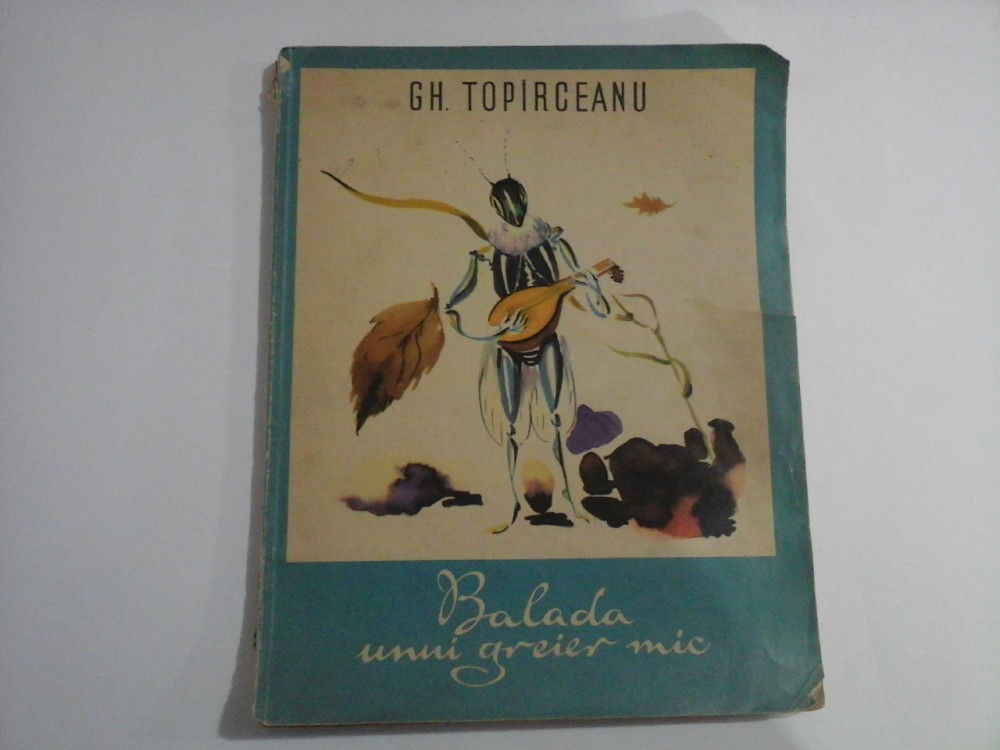 GH. TOPÎRCEANU
Balada
unui greier mic